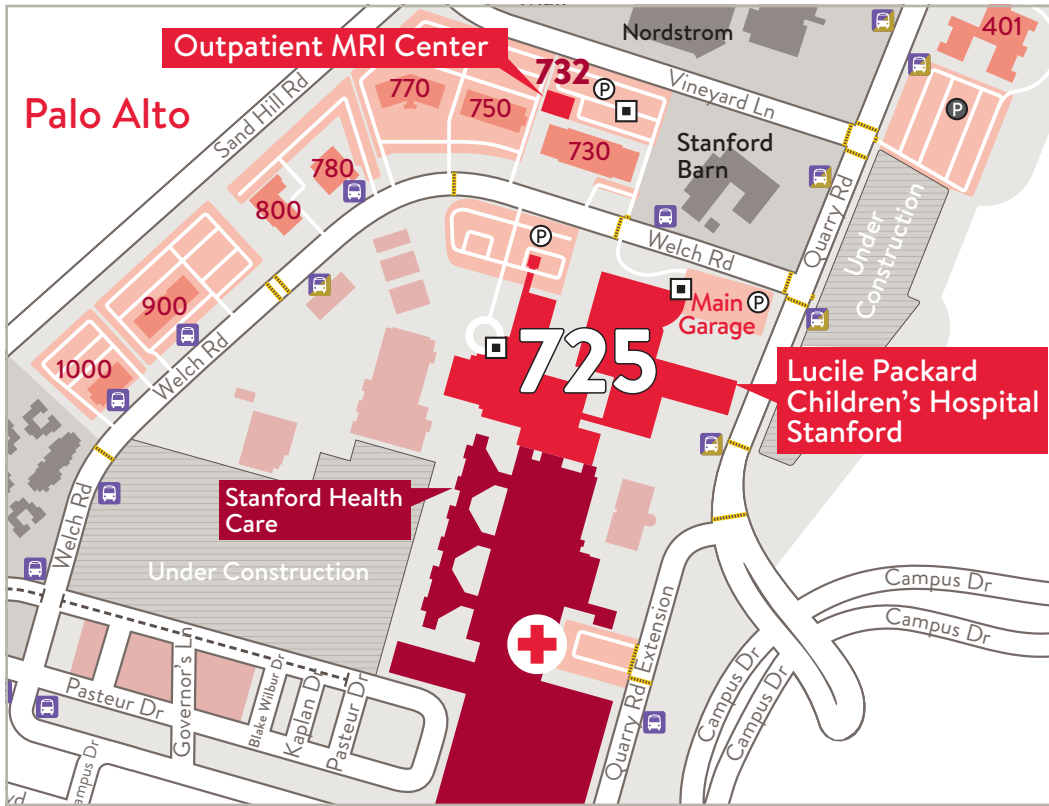 Outpatient MRI Center
Palo Alto
Sand Hill Rd
770
750
732
P
730
Nordstrom
Vineyard Ln
Stanford
Barn
401
P
780
800
900
1000
Welch Rd
Welch Rd
Welch Rd
P
Quarry Rd
Under
Construction
Main
Garage
P
725
Lucile Packard
Children's Hospital
Stanford
Stanford Health
Care
Under Construction
Campus Dr
Campus Dr
Campus Dr
Campus Dr
Quarry Rd Extension
Pasteur Dr
Governor's Ln
Blake Wilbur Dr
Kaplan Dr
Pasteur Dr
Campus Dr